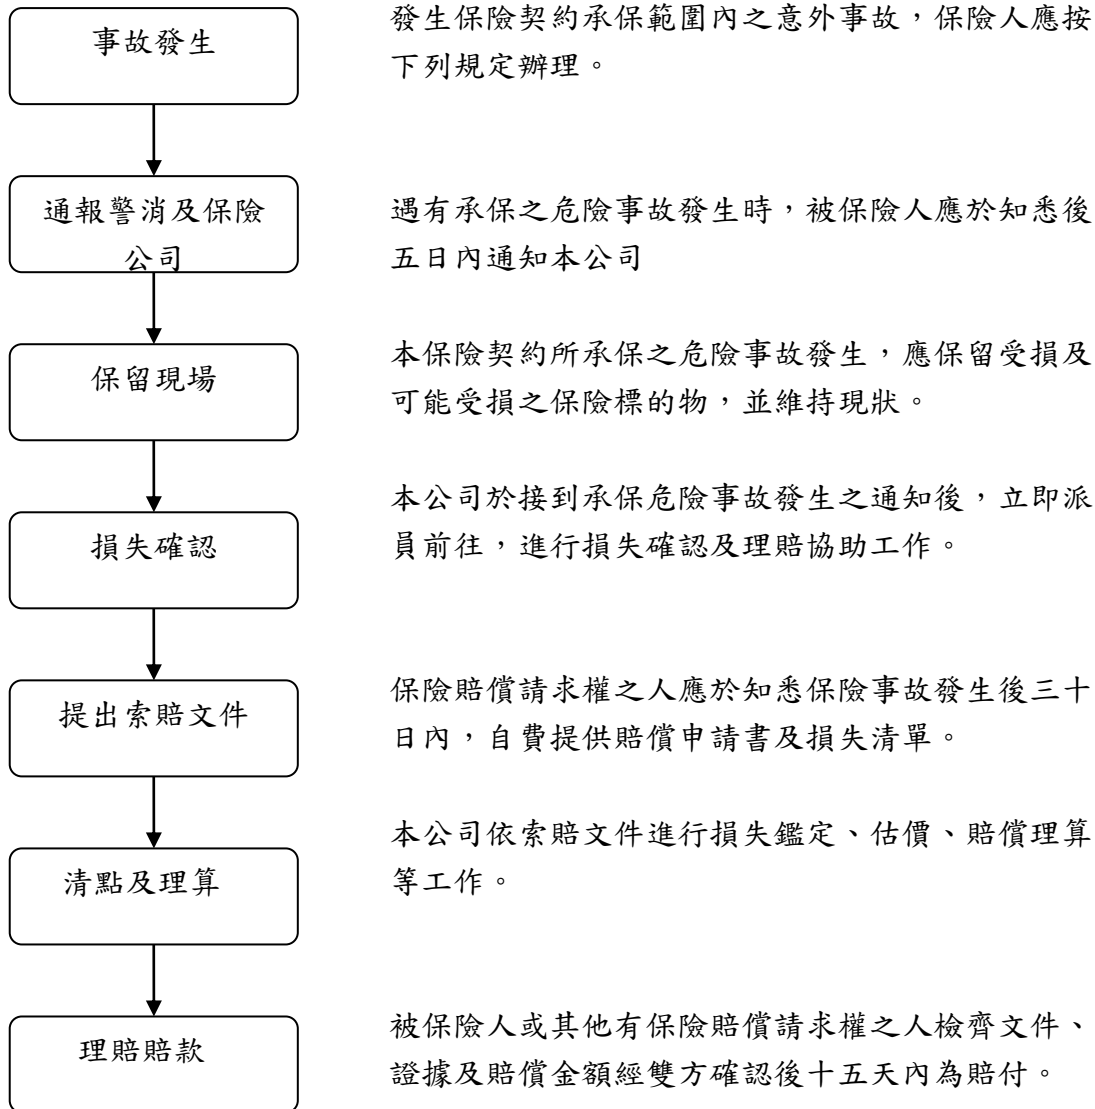 事故發生
發生保險契約承保範圍內之意外事故，保險人應按
下列規定辦理。
通報警消及保險
公司
遇有承保之危險事故發生時，被保險人應於知悉後
五日內通知本公司
保留現場
本保險契約所承保之危險事故發生，應保留受損及
可能受損之保險標的物，並維持現狀。
損失確認
本公司於接到承保危險事故發生之通知後，立即派
員前往，進行損失確認及理賠協助工作。
提出索賠文件
保險賠償請求權之人應於知悉保險事故發生後三十
日內，自費提供賠償申請書及損失清單。
清點及理算
本公司依索賠文件進行損失鑑定、估價、賠償理算
等工作。
理賠賠款
被保險人或其他有保險賠償請求權之人檢齊文件、
證據及賠償金額經雙方確認後十五天內為賠付。